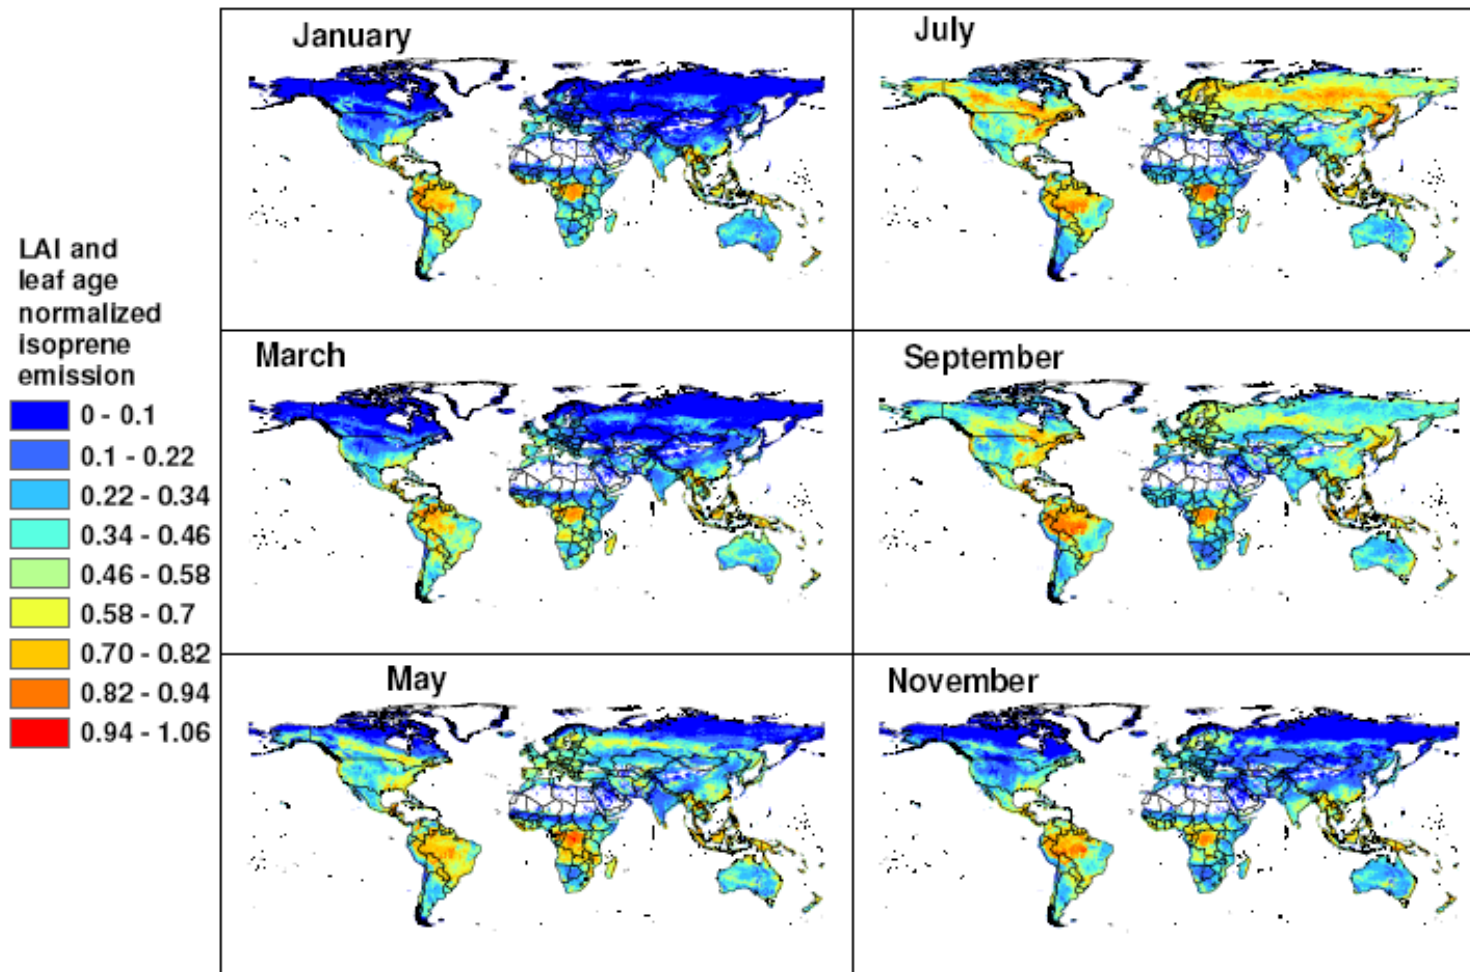 January
July
LAI and
leaf age
normalized
isoprene
emission
0 - 0.1
0.1 - 0.22
0.22 - 0.34
0.34 - 0.46
0.46 - 0.58
0.58 - 0.7
0.70 - 0.82
0.82 - 0.94
0.94 - 1.06
March
September
May
November